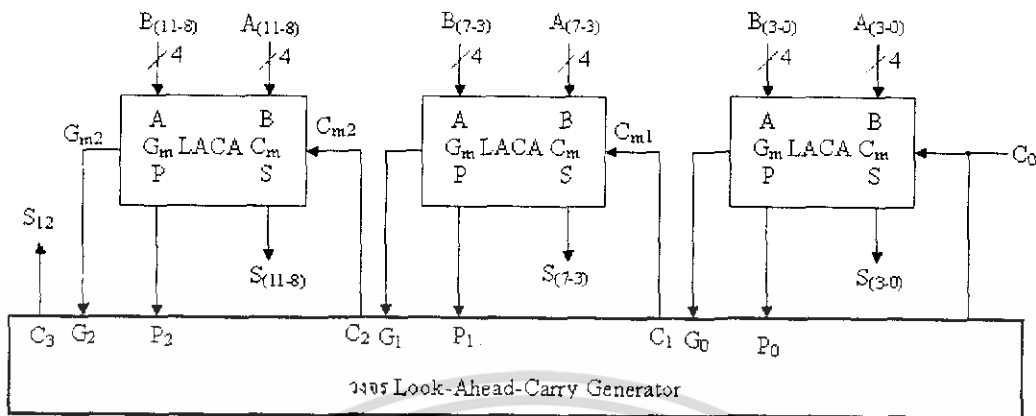 B(11-8) A(11-8) B(7-3) A(7-3) B(3-0) A(3-0)
4 4 4 4 4 4
A B A B A B
Gm2 Gm LACA Cm Cm2 Gm LACA Cm Cm1 Gm LACA Cm C0
P S P S P S
S12 S(11-8) S(7-3) S(3-0)
C3 G2 P2 C2 G1 P1 C1 G0 P0
วงจร Look-Ahead-Carry Generator